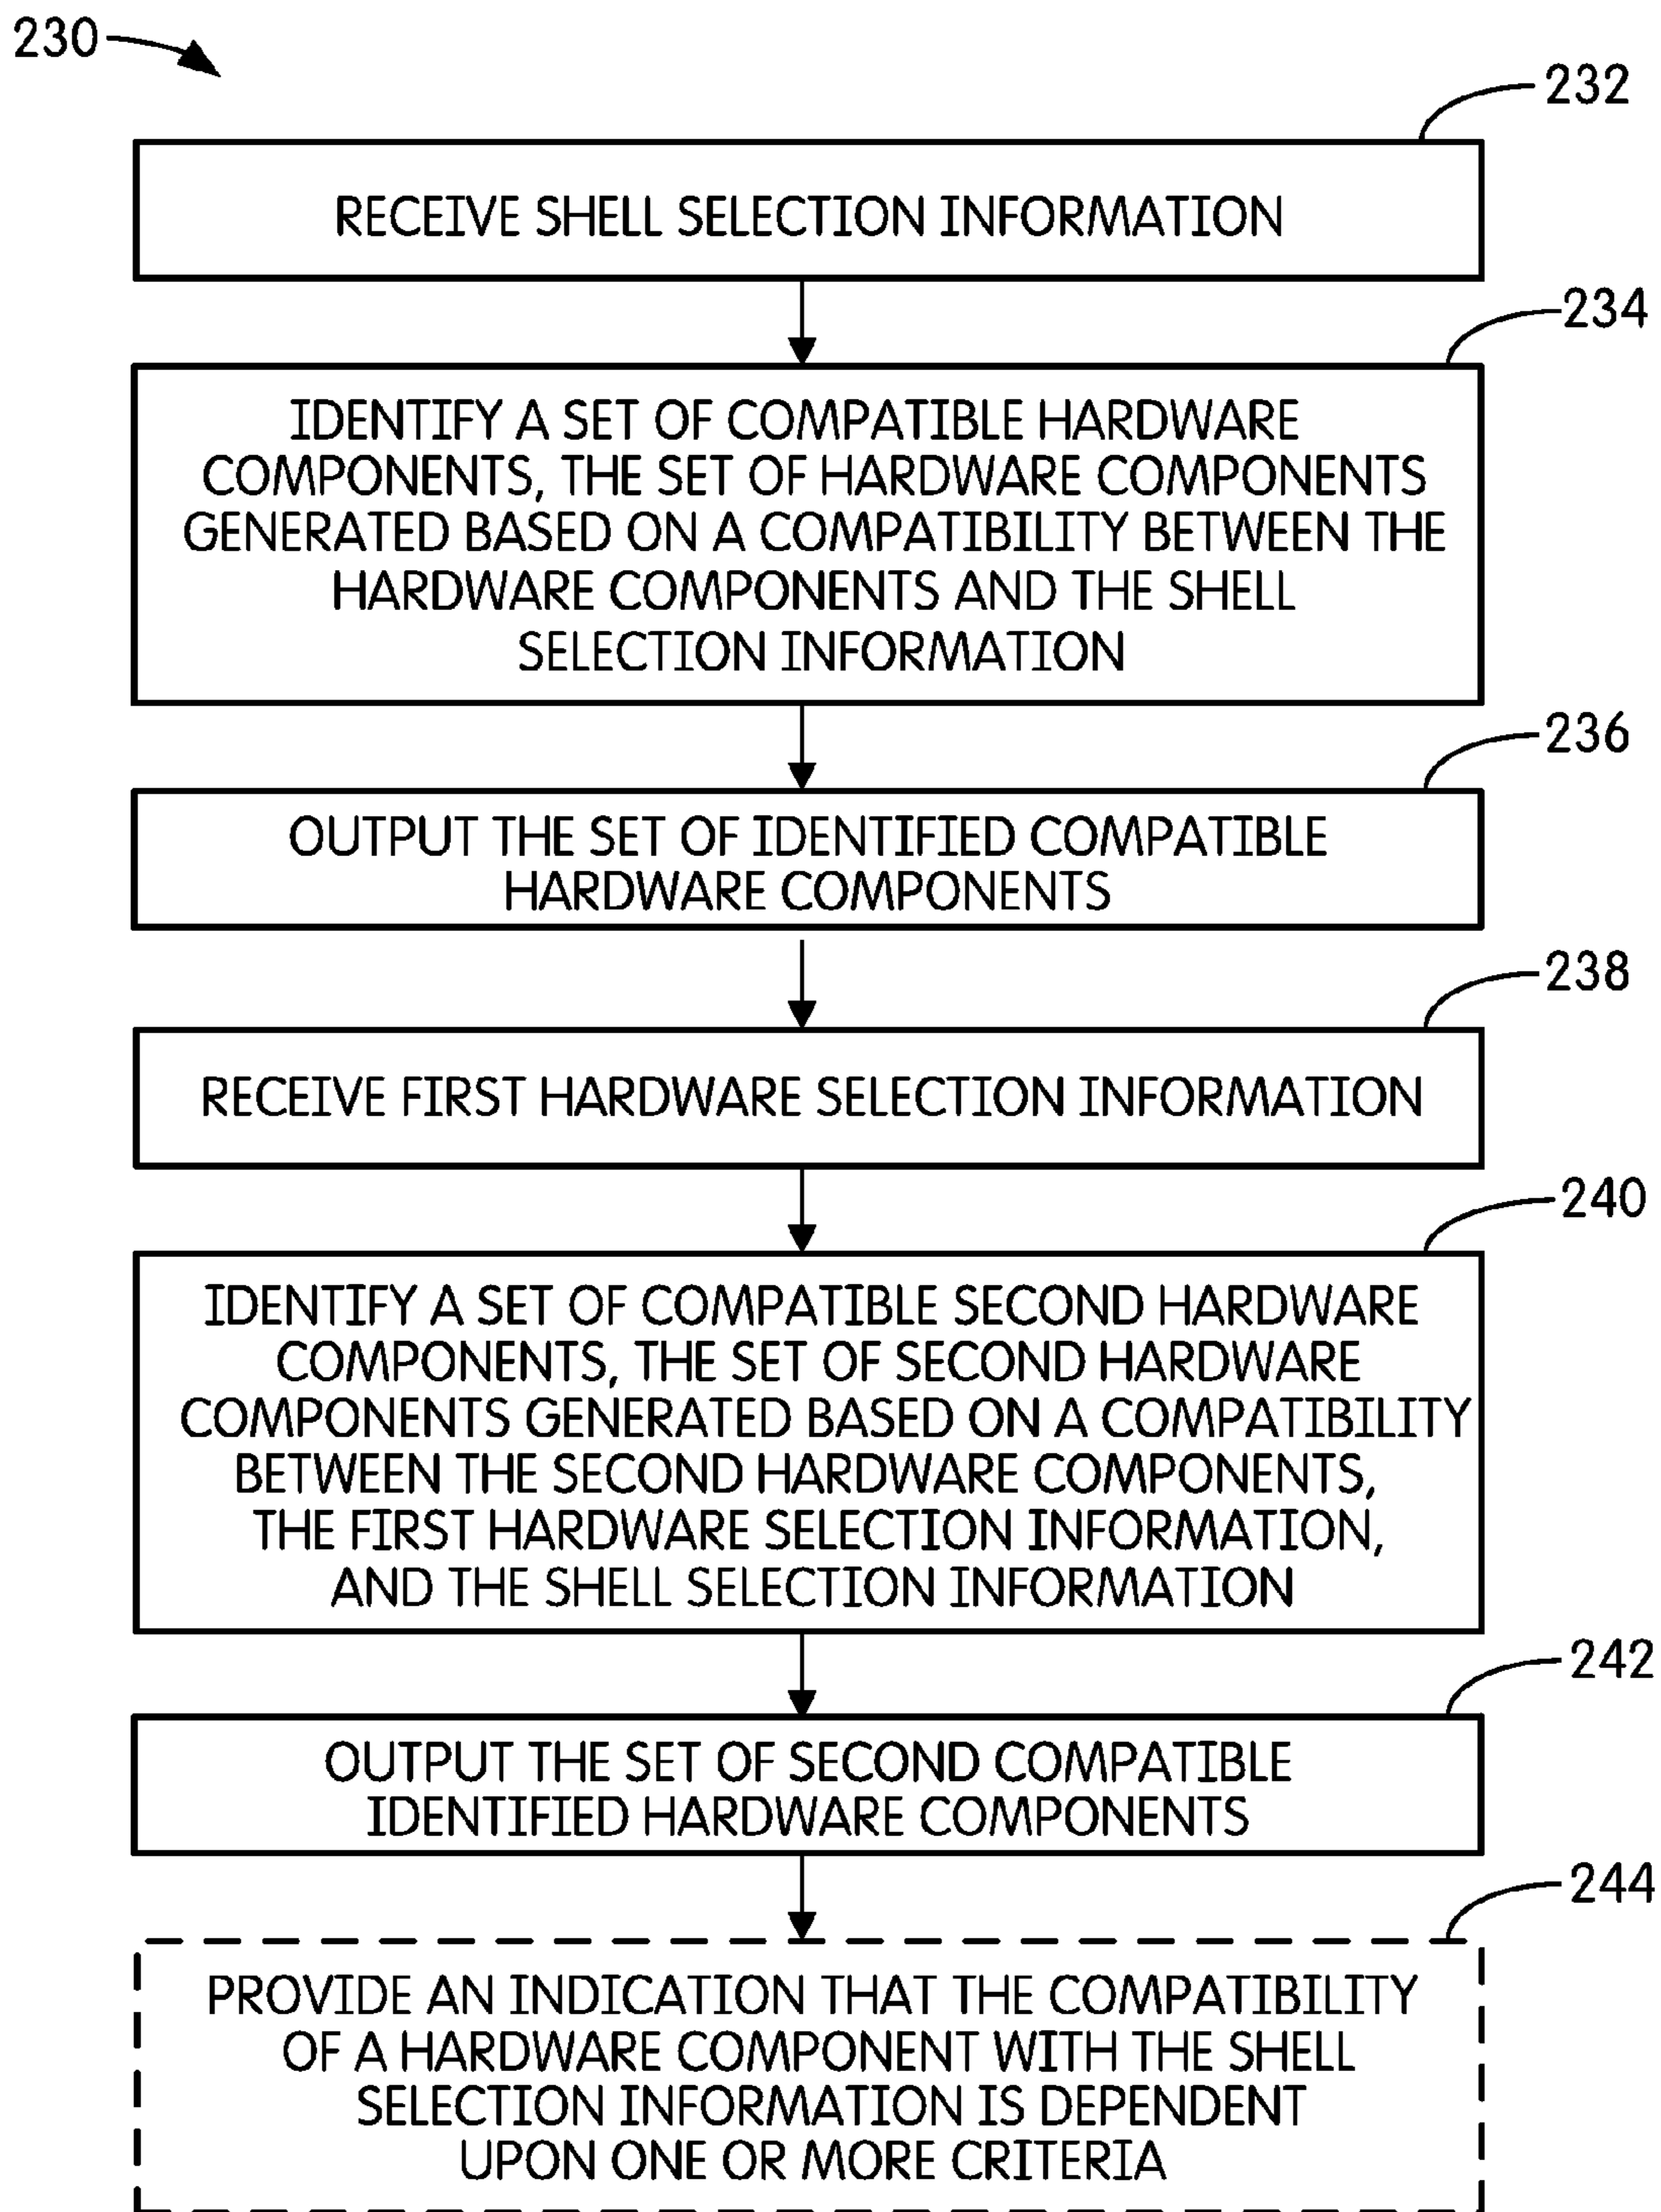 230
232
RECEIVE SHELL SELECTION INFORMATION
234
IDENTIFY A SET OF COMPATIBLE HARDWARE
COMPONENTS, THE SET OF HARDWARE COMPONENTS
GENERATED BASED ON A COMPATIBILITY BETWEEN THE
HARDWARE COMPONENTS AND THE SHELL
SELECTION INFORMATION
236
OUTPUT THE SET OF IDENTIFIED COMPATIBLE
HARDWARE COMPONENTS
238
RECEIVE FIRST HARDWARE SELECTION INFORMATION
240
IDENTIFY A SET OF COMPATIBLE SECOND HARDWARE
COMPONENTS, THE SET OF SECOND HARDWARE
COMPONENTS GENERATED BASED ON A COMPATIBILITY
BETWEEN THE SECOND HARDWARE COMPONENTS,
THE FIRST HARDWARE SELECTION INFORMATION,
AND THE SHELL SELECTION INFORMATION
242
OUTPUT THE SET OF SECOND COMPATIBLE
IDENTIFIED HARDWARE COMPONENTS
244
PROVIDE AN INDICATION THAT THE COMPATIBILITY
OF A HARDWARE COMPONENT WITH THE SHELL
SELECTION INFORMATION IS DEPENDENT
UPON ONE OR MORE CRITERIA